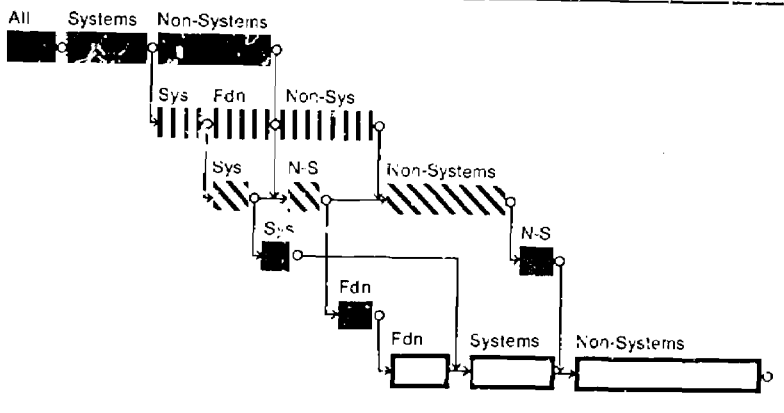 All Systems Non-Systems
Sys Fdn Non-Sys
Sys N-S Non-Systems
Sys N-S
Fdn
Fdn Systems Non-Systems